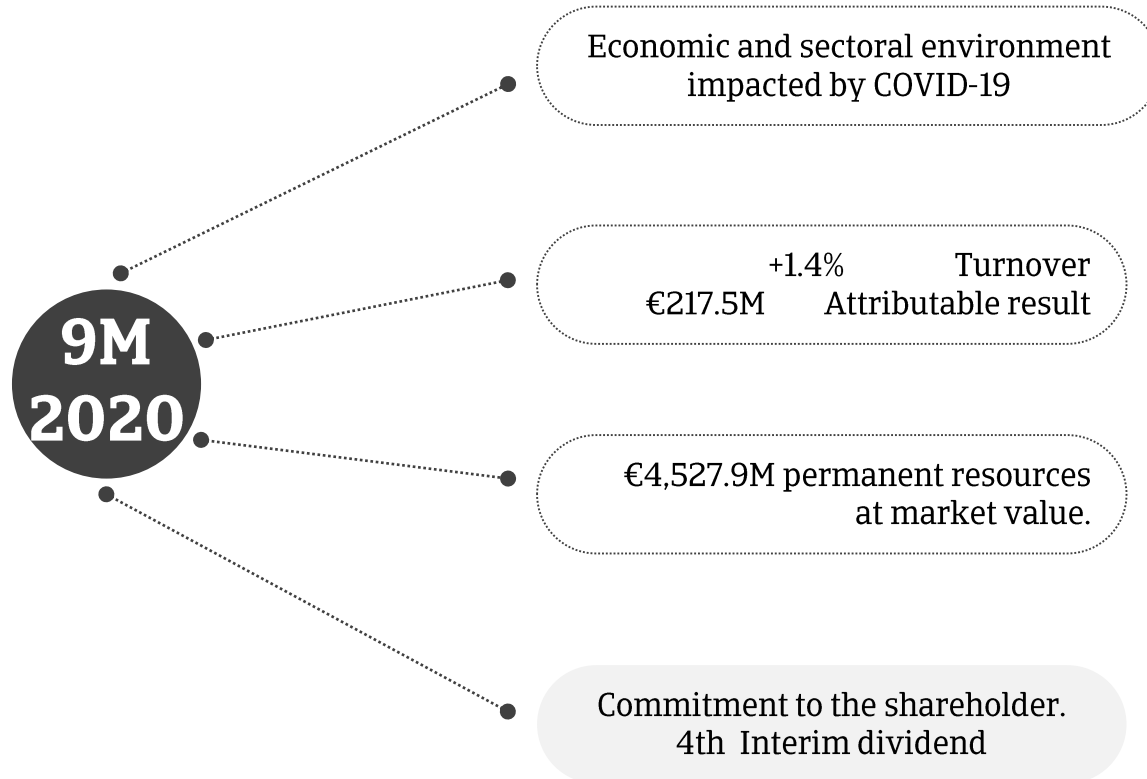 9M
2020
Economic and sectoral environment
impacted by COVID-19
+1.4% Turnover
€217.5M Attributable result
€4,527.9M permanent resources
at market value.
Commitment to the shareholder.
4th Interim dividend